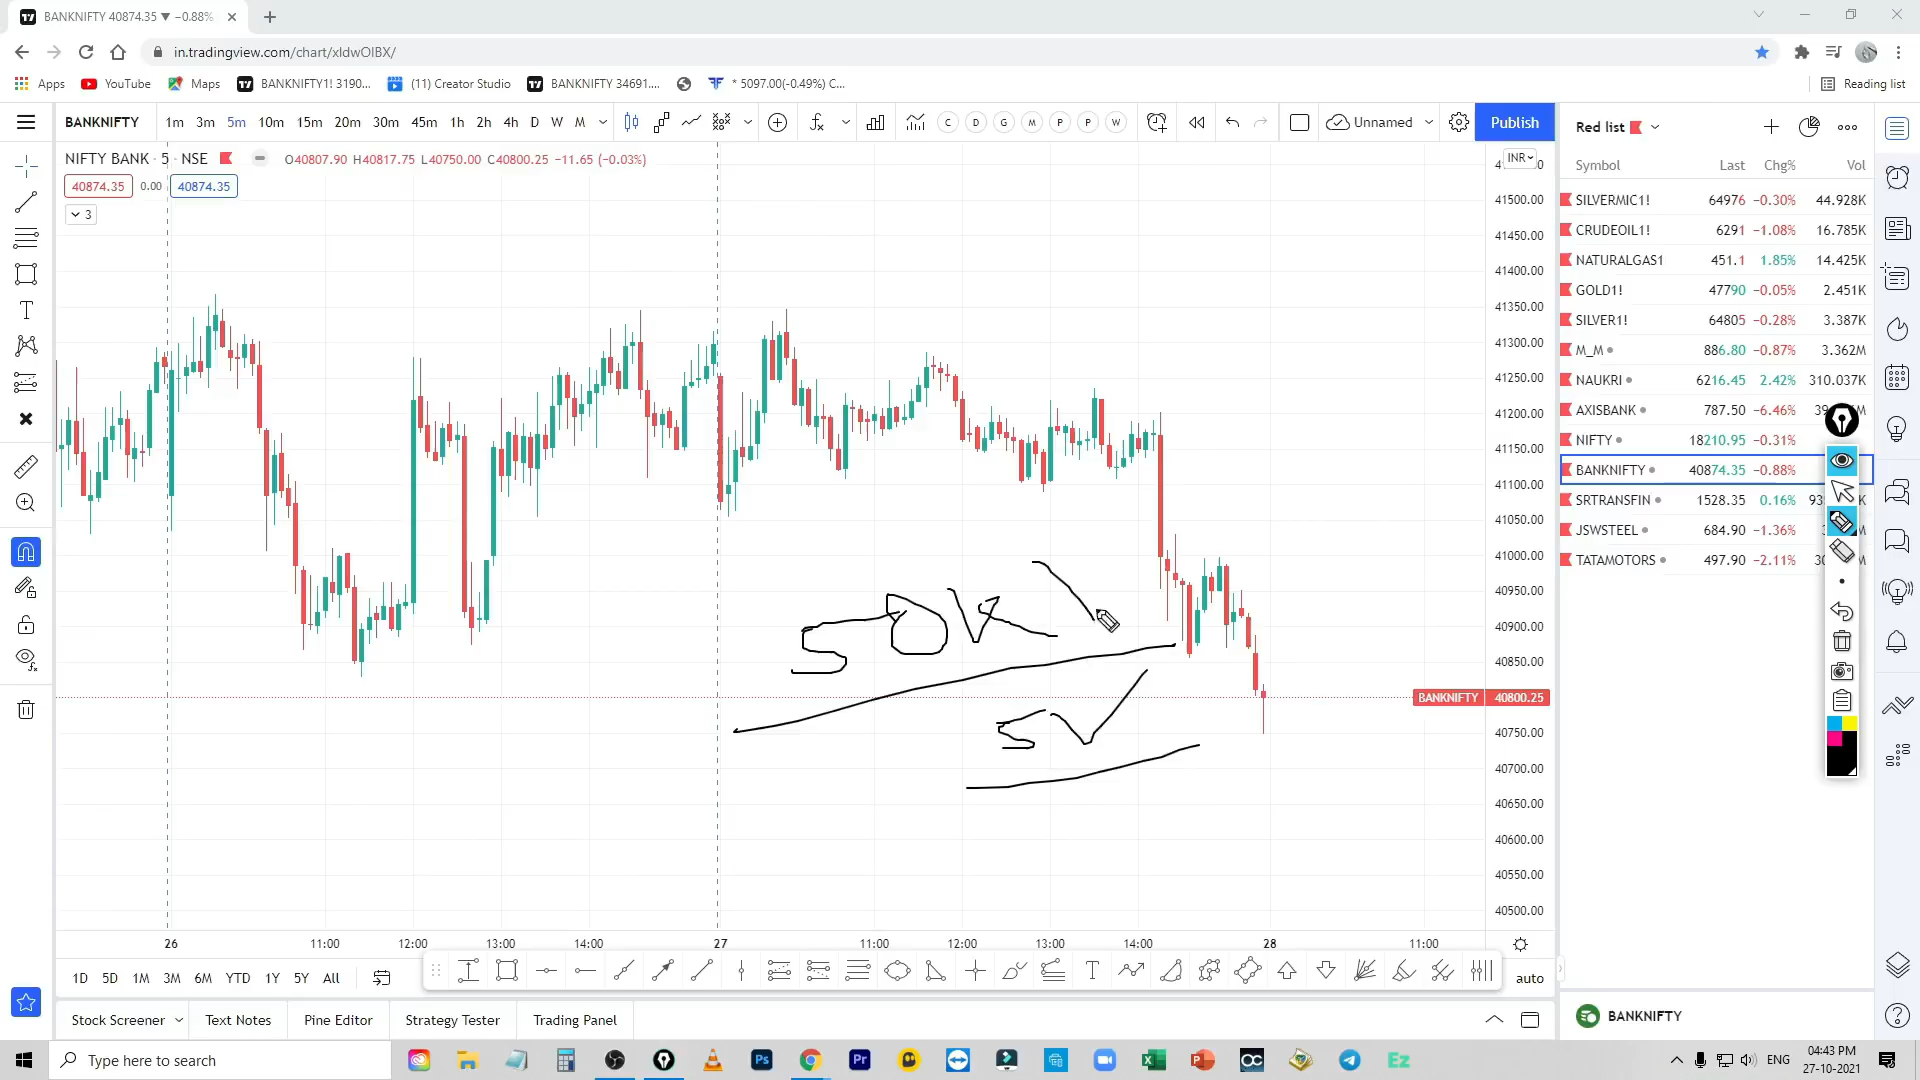 BANKNIFTY 40874.35 ▼ −0.88%
in.tradingview.com/chart/xIdwOIBX/
Apps YouTube Maps BANKNIFTY1! 3190... (11) Creator Studio BANKNIFTY 34691.... * 5097.00(-0.49%) C... Reading list
BANKNIFTY 1m 3m 5m 10m 15m 20m 30m 45m 1h 2h 4h D W M C D G M P P W Unnamed Publish
Red list
NIFTY BANK · 5 · NSE O40807.90 H40817.75 L40750.00 C40800.25 −11.65 (−0.03%)
INR
40874.35 0.00 40874.35
3
Symbol Last Chg% Vol
SILVERMIC1! 64976 −0.30% 44.928K
CRUDEOIL1! 6291 −1.08% 16.785K
NATURALGAS1 451.1 1.85% 14.425K
GOLD1! 47790 −0.05% 2.451K
SILVER1! 64805 −0.28% 3.387K
M_M 886.80 −0.87% 3.362M
NAUKRI 6216.45 2.42% 310.037K
AXISBANK 787.50 −6.46%
NIFTY 18210.95 −0.31%
BANKNIFTY 40874.35 −0.88%
SRTRANSFIN 1528.35 0.16%
JSWSTEEL 684.90 −1.36%
TATAMOTORS 497.90 −2.11%
41500.00
41450.00
41400.00
41350.00
41300.00
41250.00
41200.00
41150.00
41100.00
41050.00
41000.00
40950.00
40900.00
40850.00
BANKNIFTY 40800.25
40750.00
40700.00
40650.00
40600.00
40550.00
40500.00
50K
5
26 11:00 12:00 13:00 14:00 27 11:00 12:00 13:00 14:00 28 11:00
1D 5D 1M 3M 6M YTD 1Y 5Y All auto
Stock Screener Text Notes Pine Editor Strategy Tester Trading Panel
BANKNIFTY
Type here to search
ENG
04:43 PM
27-10-2021